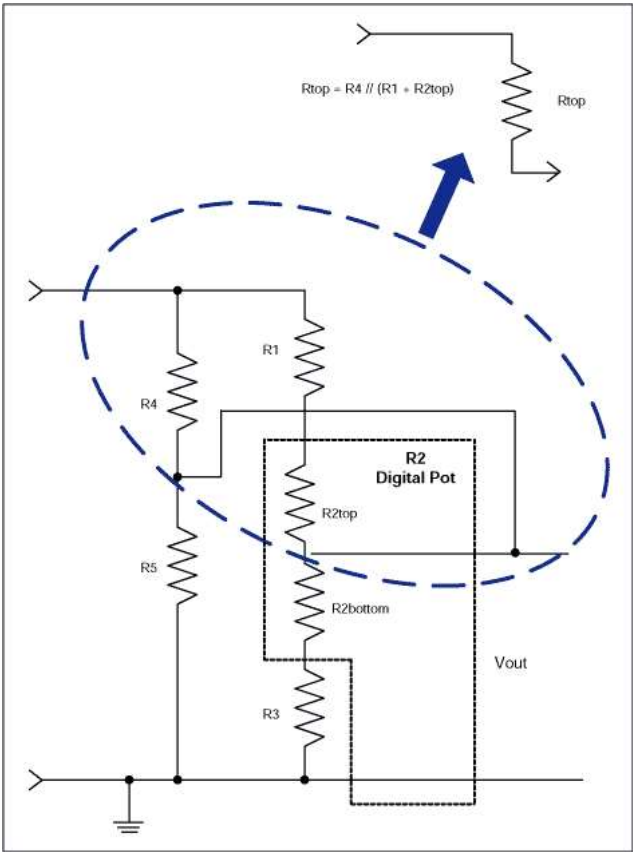 Rtop = R4 // (R1 + R2top)
Rtop
R1
R4
R2
Digital Pot
R2top
R5
R2bottom
Vout
R3